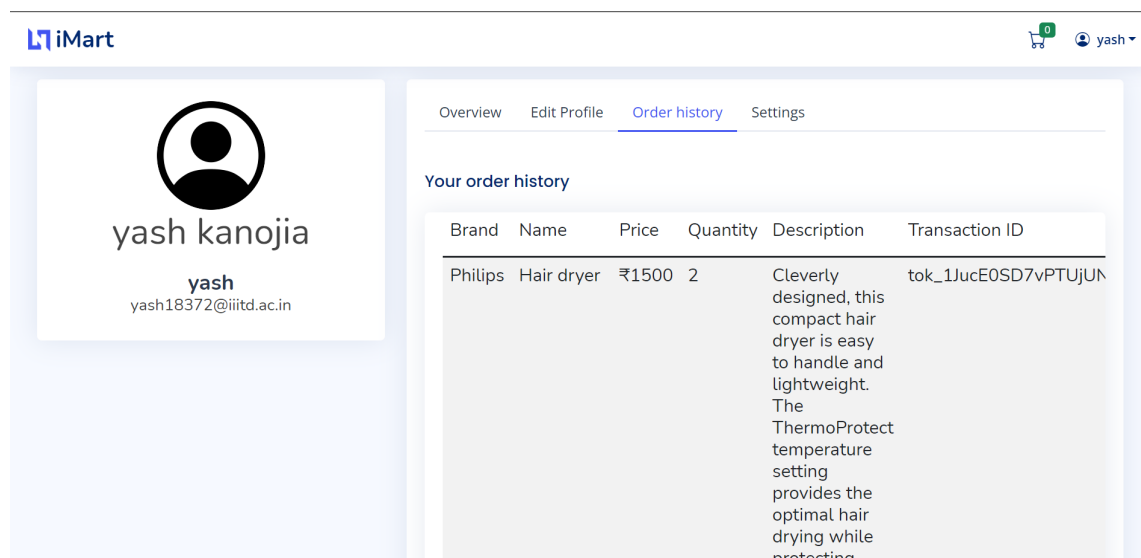 iMart
0
yash
yash kanojia
yash
yash18372@iiitd.ac.in
Overview Edit Profile Order history Settings
Your order history
Brand Name Price Quantity Description Transaction ID
Philips Hair dryer ₹1500 2 Cleverly tok_1JucE0SD7vPTUjUN
designed, this
compact hair
dryer is easy
to handle and
lightweight.
The
ThermoProtect
temperature
setting
provides the
optimal hair
drying while
protecting